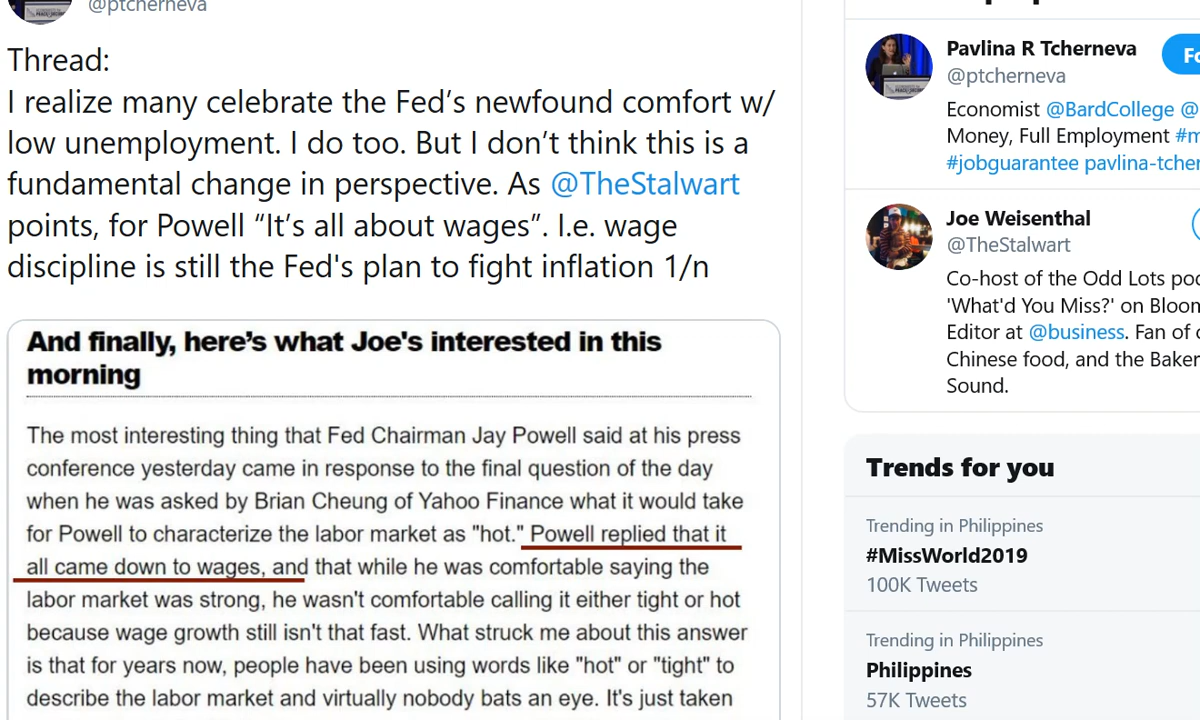 @ptcherneva
Thread:
I realize many celebrate the Fed’s newfound comfort w/
low unemployment. I do too. But I don’t think this is a
fundamental change in perspective. As @TheStalwart
points, for Powell “It’s all about wages”. I.e. wage
discipline is still the Fed's plan to fight inflation 1/n
And finally, here’s what Joe's interested in this
morning
The most interesting thing that Fed Chairman Jay Powell said at his press
conference yesterday came in response to the final question of the day
when he was asked by Brian Cheung of Yahoo Finance what it would take
for Powell to characterize the labor market as "hot." Powell replied that it
all came down to wages, and that while he was comfortable saying the
labor market was strong, he wasn't comfortable calling it either tight or hot
because wage growth still isn't that fast. What struck me about this answer
is that for years now, people have been using words like "hot" or "tight" to
describe the labor market and virtually nobody bats an eye. It's just taken
Pavlina R Tcherneva
@ptcherneva
Economist @BardCollege @
Money, Full Employment #m
#jobguarantee pavlina-tcher
Joe Weisenthal
@TheStalwart
Co-host of the Odd Lots pod
'What'd You Miss?' on Bloom
Editor at @business. Fan of c
Chinese food, and the Baker
Sound.
Trends for you
Trending in Philippines
#MissWorld2019
100K Tweets
Trending in Philippines
Philippines
57K Tweets